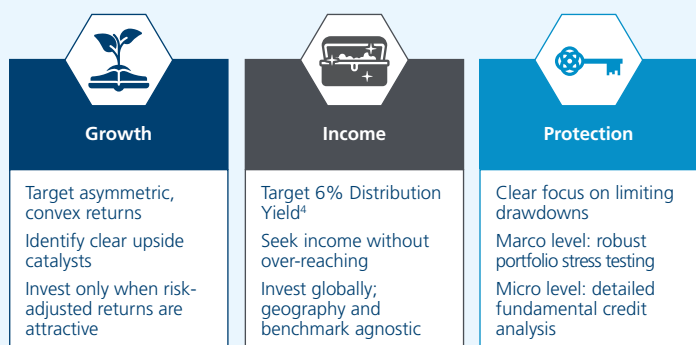 Growth
Target asymmetric,
convex returns
Identify clear upside
catalysts
Invest only when risk-
adjusted returns are
attractive
Income
Target 6% Distribution
Yield⁴
Seek income without
over-reaching
Invest globally;
geography and
benchmark agnostic
Protection
Clear focus on limiting
drawdowns
Marco level: robust
portfolio stress testing
Micro level: detailed
fundamental credit
analysis